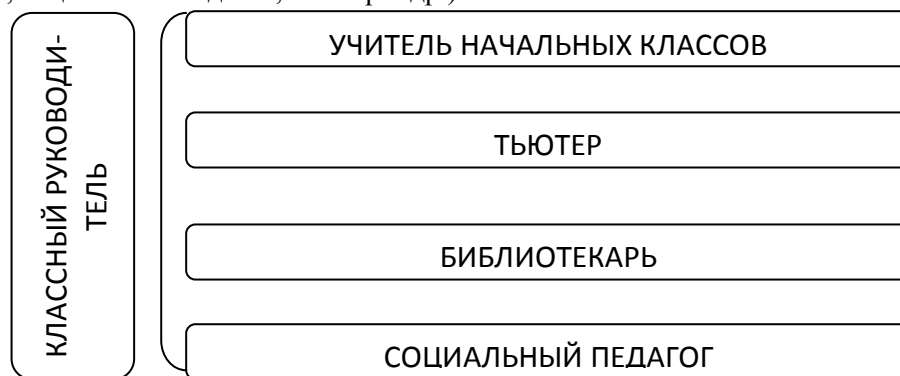 КЛАССНЫЙ РУКОВОДИ-
ТЕЛЬ
УЧИТЕЛЬ НАЧАЛЬНЫХ КЛАССОВ
ТЬЮТЕР
БИБЛИОТЕКАРЬ
СОЦИАЛЬНЫЙ ПЕДАГОГ